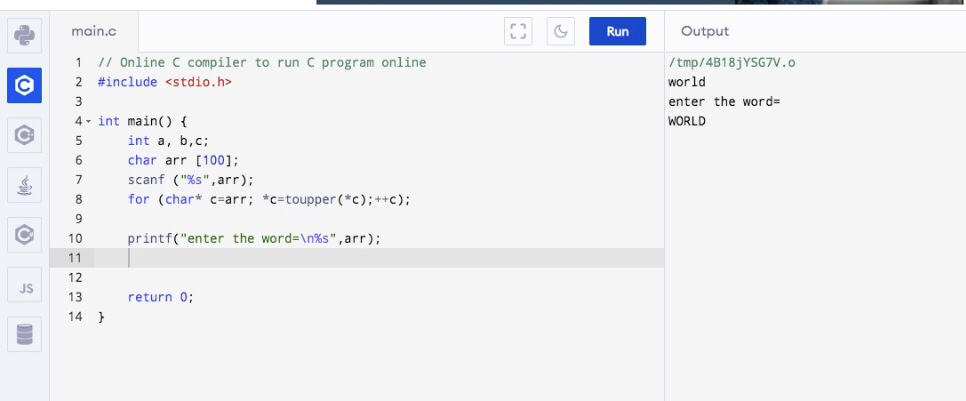 main.c
Run
Output
1 // Online C compiler to run C program online
2 #include <stdio.h>
3
4 int main() {
5 int a, b,c;
6 char arr [100];
7 scanf ("%s",arr);
8 for (char* c=arr; *c=toupper(*c);++c);
9
10 printf("enter the word=\n%s",arr);
11
12
13 return 0;
14 }
JS
/tmp/4B18jYSG7V.o
world
enter the word=
WORLD